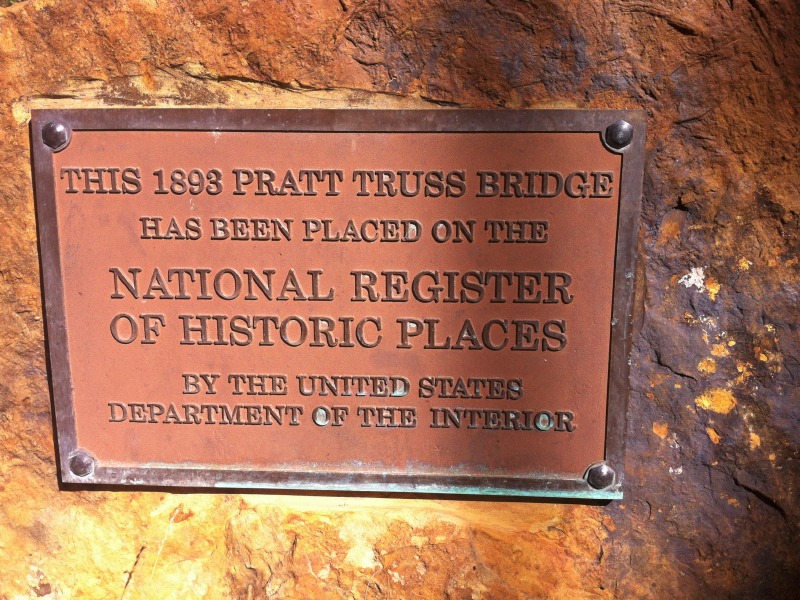 THIS 1893 PRATT TRUSS BRIDGE
HAS BEEN PLACED ON THE
NATIONAL REGISTER
OF HISTORIC PLACES
BY THE UNITED STATES
DEPARTMENT OF THE INTERIOR